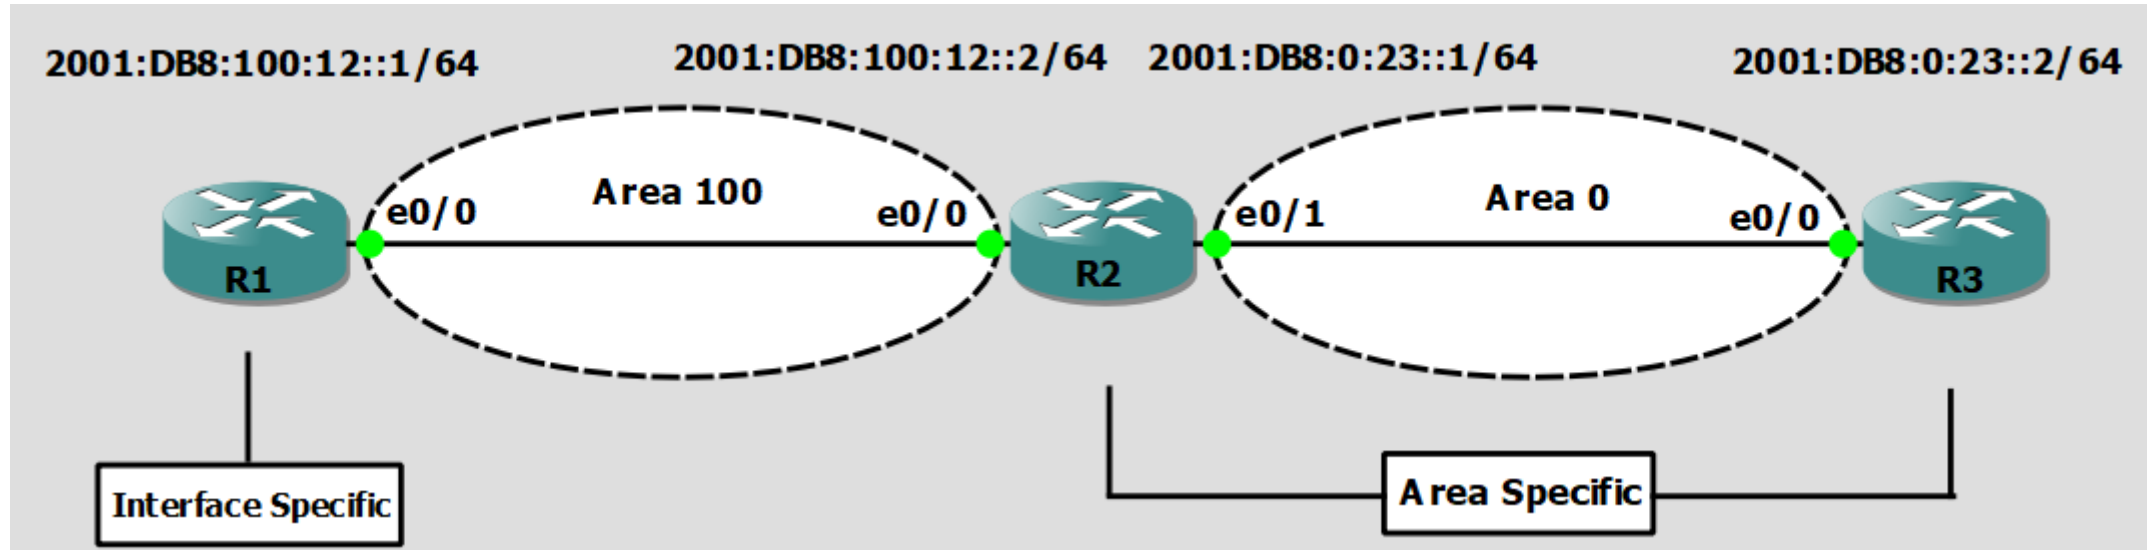 2001:DB8:100:12::1/64
2001:DB8:100:12::2/64
2001:DB8:0:23::1/64
2001:DB8:0:23::2/64
Area 100
Area 0
e0/0
e0/0
e0/1
e0/0
R1
R2
R3
Interface Specific
Area Specific